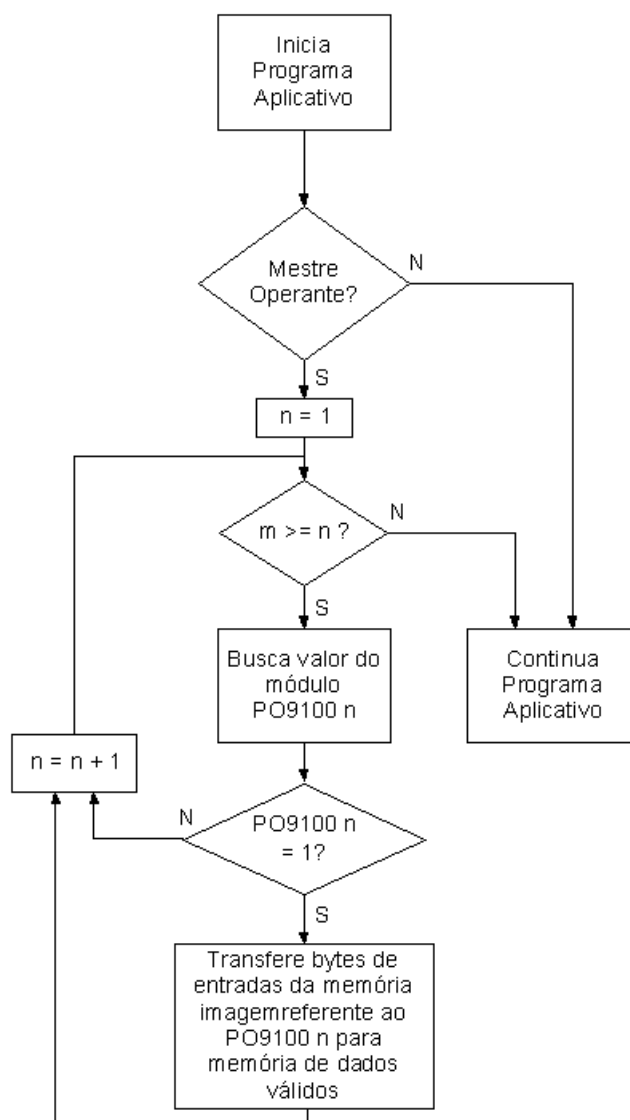 Inicia
Programa
Aplicativo
Mestre
Operante?
N
S
n = 1
m >= n ?
N
S
Busca valor do
módulo
PO9100 n
Continua
Programa
Aplicativo
n = n + 1
N
PO9100 n
= 1?
S
Transfere bytes de
entradas da memória
imagemreferente ao
PO9100 n para
memória de dados
válidos